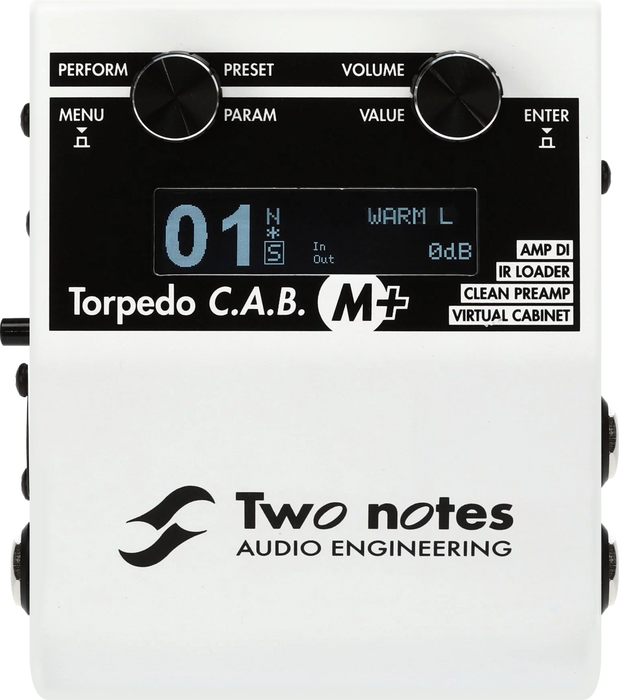 PERFORM PRESET VOLUME
MENU PARAM VALUE ENTER
01 N WARM L
*
S In 0dB
Out
AMP DI
IR LOADER
CLEAN PREAMP
VIRTUAL CABINET
Torpedo C.A.B. M+
Two notes
AUDIO ENGINEERING